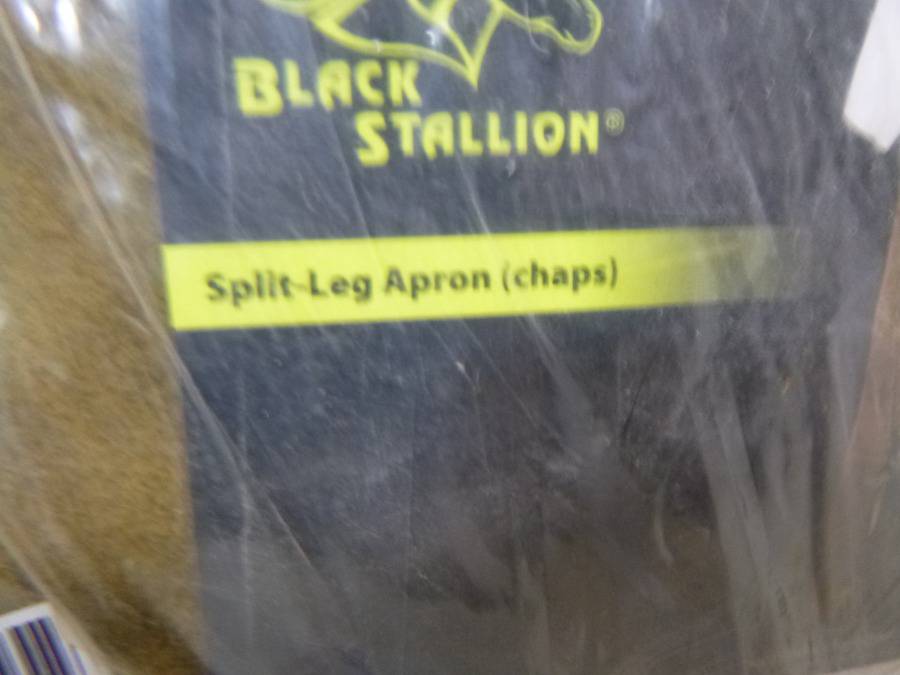 BLACK
STALLION®
Split-Leg Apron (chaps)